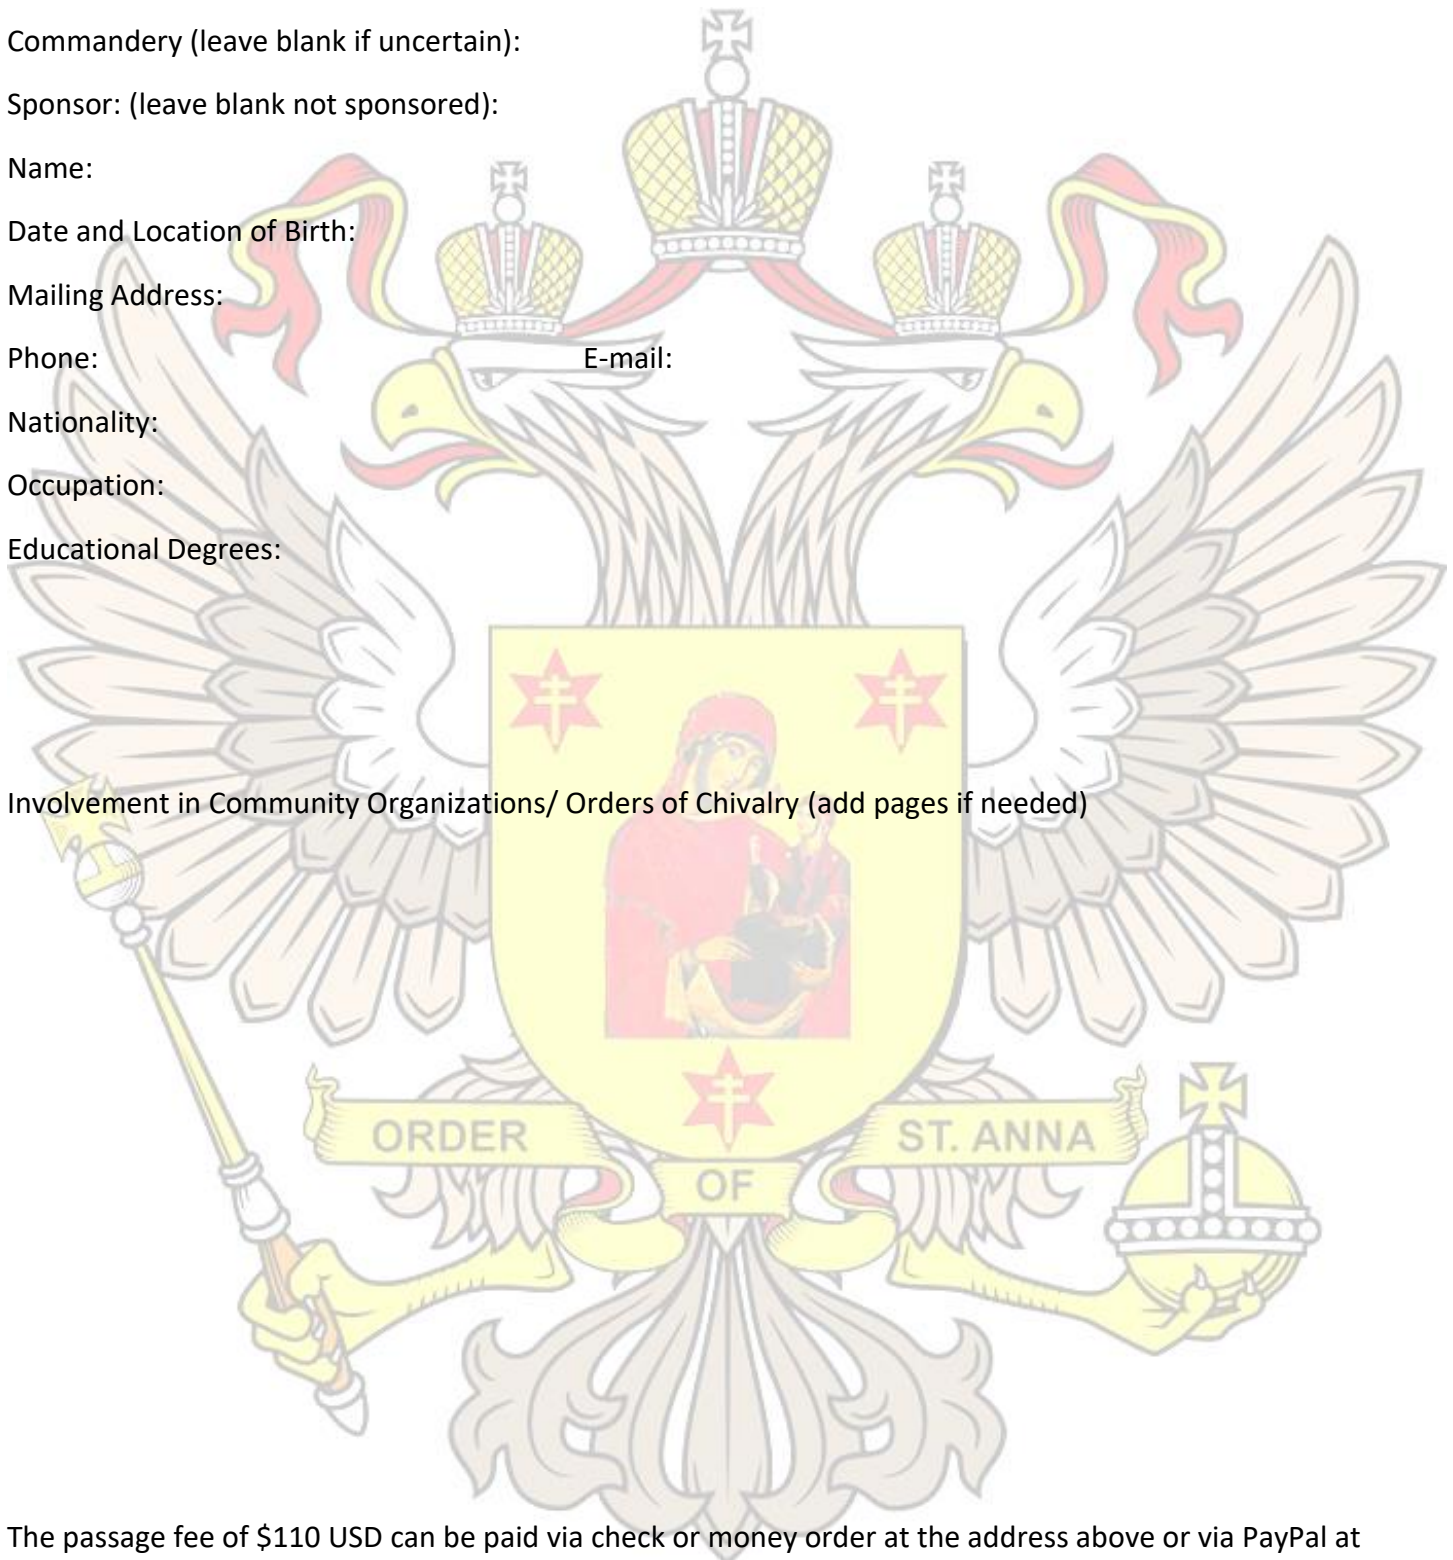 Commandery (leave blank if uncertain):
Sponsor: (leave blank not sponsored):
Name:
Date and Location of Birth:
Mailing Address:
Phone: E-mail:
Nationality:
Occupation:
Educational Degrees:
Involvement in Community Organizations/ Orders of Chivalry (add pages if needed)
ORDER OF ST. ANNA
The passage fee of $110 USD can be paid via check or money order at the address above or via PayPal at